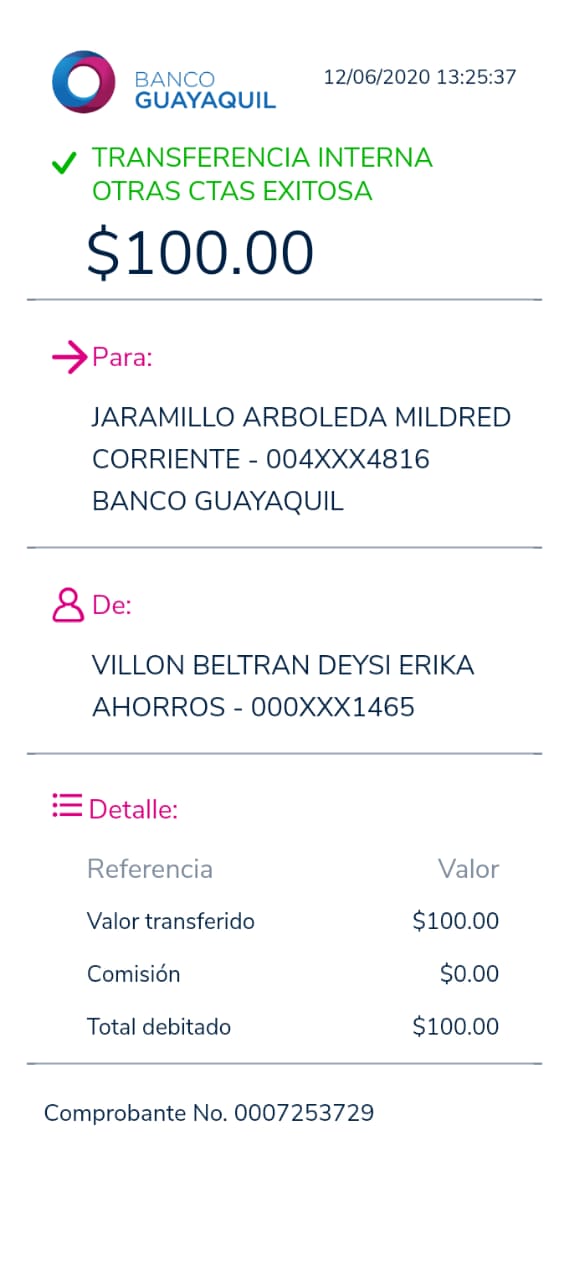 BANCO
GUAYAQUIL
12/06/2020 13:25:37
TRANSFERENCIA INTERNA
OTRAS CTAS EXITOSA
$100.00
Para:
JARAMILLO ARBOLEDA MILDRED
CORRIENTE - 004XXX4816
BANCO GUAYAQUIL
De:
VILLON BELTRAN DEYSI ERIKA
AHORROS - 000XXX1465
Detalle:
Referencia Valor
Valor transferido $100.00
Comisión $0.00
Total debitado $100.00
Comprobante No. 0007253729